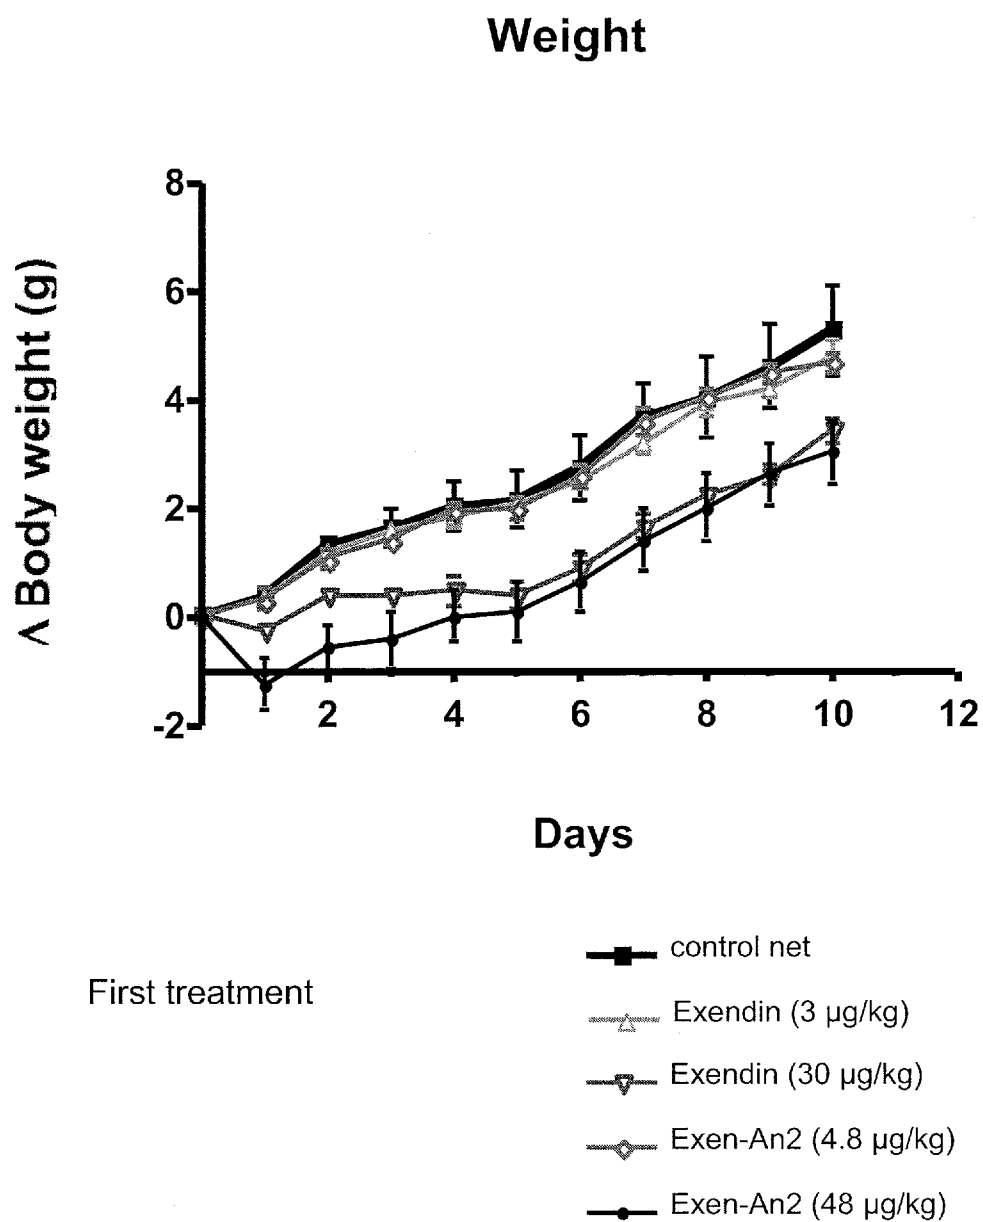 Weight
8
6
4
2
0
-2
Λ Body weight (g)
2 4 6 8 10 12
Days
First treatment
control net
Exendin (3 µg/kg)
Exendin (30 µg/kg)
Exen-An2 (4.8 µg/kg)
Exen-An2 (48 µg/kg)